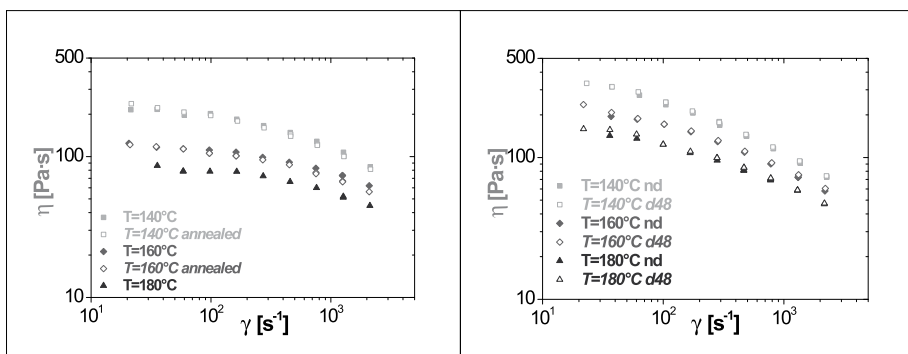 500
100
10
η [Pa·s]
T=140°C
T=140°C annealed
T=160°C
T=160°C annealed
T=180°C
10¹ 10² 10³
γ [s⁻¹]
500
100
10
η [Pa·s]
T=140°C nd
T=140°C d48
T=160°C nd
T=160°C d48
T=180°C nd
T=180°C d48
10¹ 10² 10³
γ [s⁻¹]